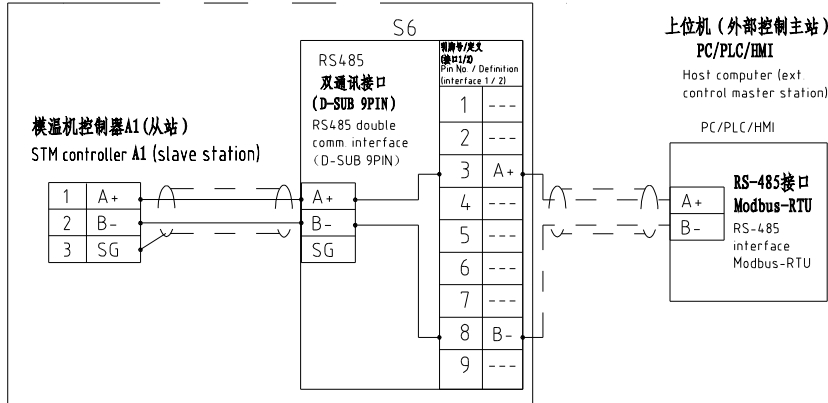 S6
RS485
双通讯接口
(D-SUB 9PIN)
RS485 double
comm. interface
(D-SUB 9PIN)
引脚号/定义
(接口1/2)
Pin No. / Definition
(interface 1 / 2)
1 ---
2 ---
3 A+
4 ---
5 ---
6 ---
7 ---
8 B-
9 ---
A+
B-
SG
模温机控制器A1(从站)
STM controller A1 (slave station)
1 A+
2 B-
3 SG
上位机（外部控制主站）
PC/PLC/HMI
Host computer (ext.
control master station)
PC/PLC/HMI
A+
B-
RS-485接口
Modbus-RTU
RS-485
interface
Modbus-RTU